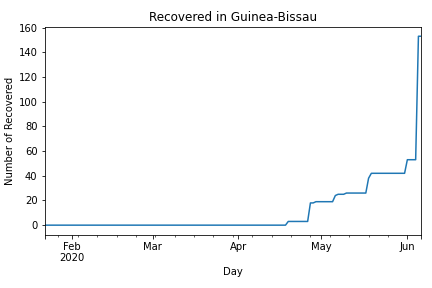 Recovered in Guinea-Bissau
Number of Recovered
160
140
120
100
80
60
40
20
0
Feb
2020
Mar
Apr
May
Jun
Day